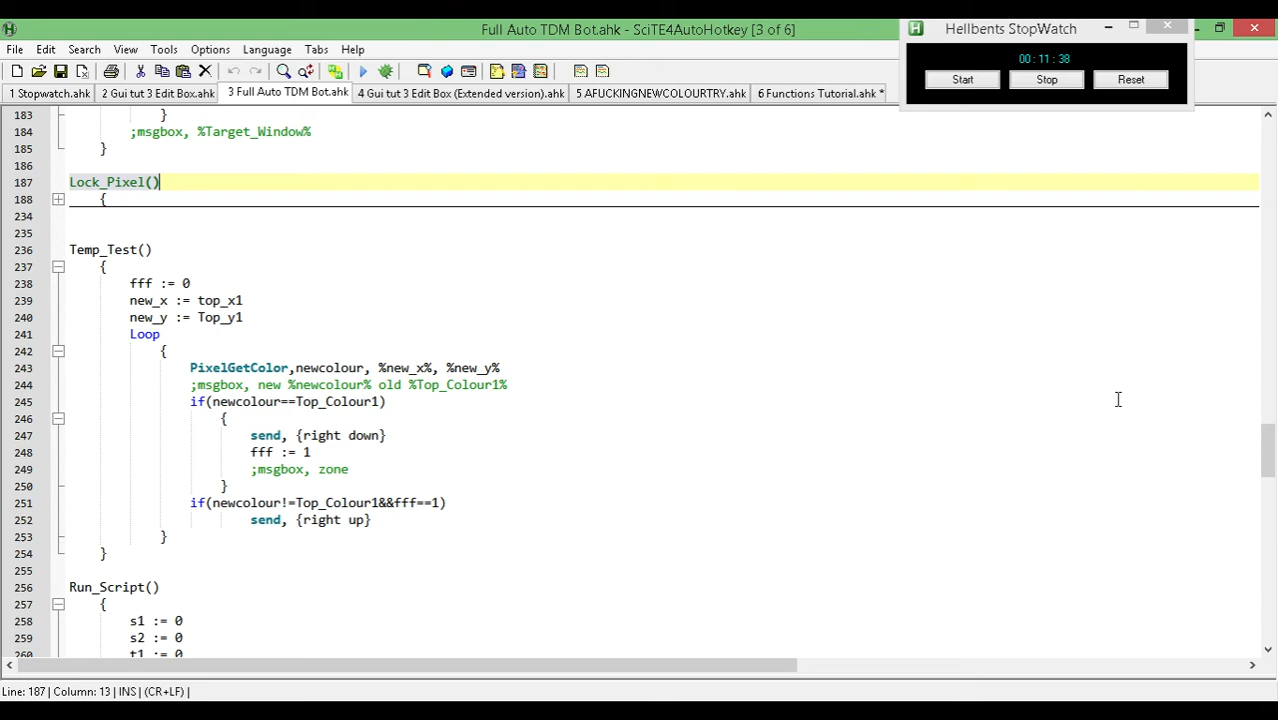 Full Auto TDM Bot.ahk - SciTE4AutoHotkey [3 of 6]
Hellbents StopWatch
00 : 11 : 38
Start Stop Reset
File Edit Search View Tools Options Language Tabs Help
1 Stopwatch.ahk 2 Gui tut 3 Edit Box.ahk 3 Full Auto TDM Bot.ahk 4 Gui tut 3 Edit Box (Extended version).ahk 5 AFUCKINGNEWCOLOURTRY.ahk 6 Functions Tutorial.ahk *
183 }
184 ;msgbox, %Target_Window%
185 }
186
187 Lock_Pixel()
188 {
234
235
236 Temp_Test()
237 {
238 fff := 0
239 new_x := top_x1
240 new_y := Top_y1
241 Loop
242 {
243 PixelGetColor,newcolour, %new_x%, %new_y%
244 ;msgbox, new %newcolour% old %Top_Colour1%
245 if(newcolour==Top_Colour1)
246 {
247 send, {right down}
248 fff := 1
249 ;msgbox, zone
250 }
251 if(newcolour!=Top_Colour1&&fff==1)
252 send, {right up}
253 }
254 }
255
256 Run_Script()
257 {
258 s1 := 0
259 s2 := 0
260 t1 := 0
Line: 187 | Column: 13 | INS | (CR+LF) |